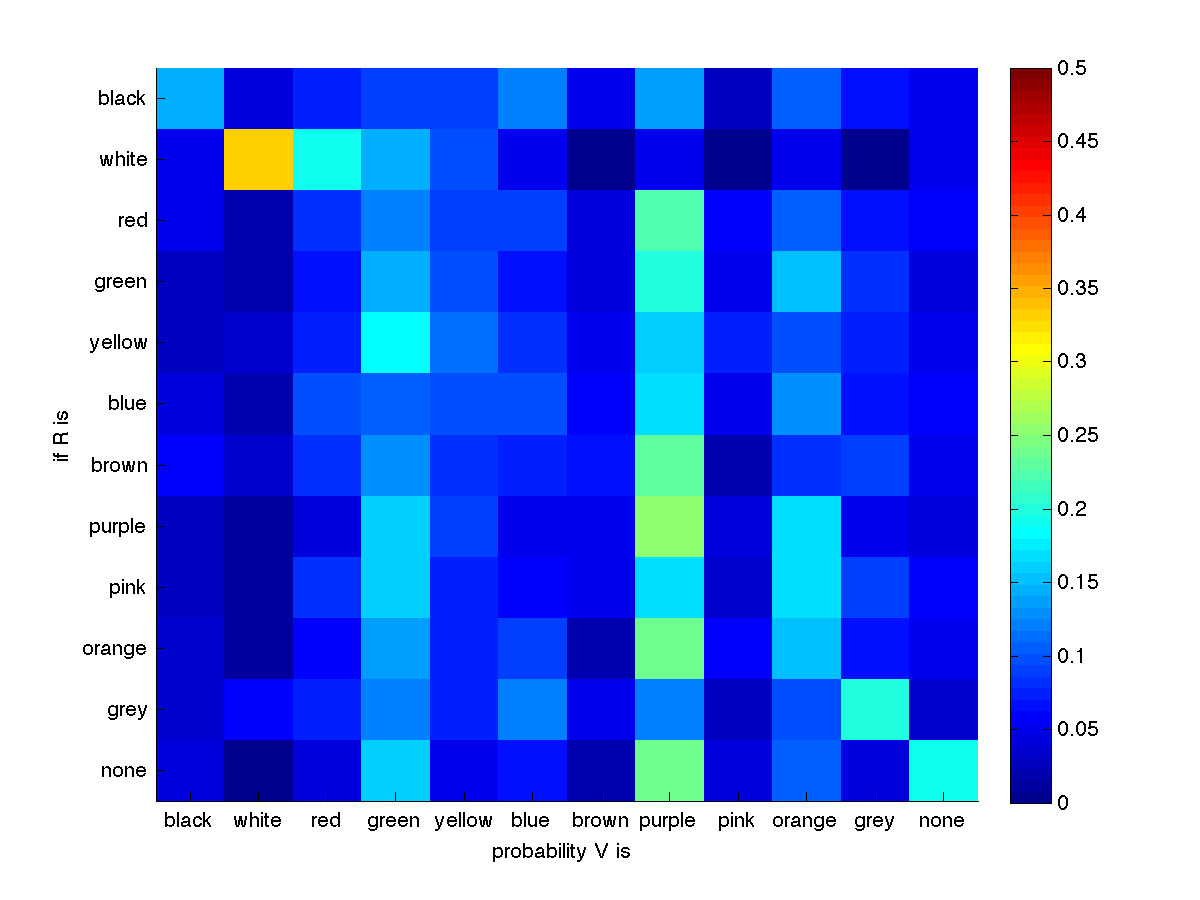 0.5
black
0.45
white
0.4
red
0.35
green
0.3
yellow
0.25
blue
if R is
brown
0.2
purple
0.15
pink
0.1
orange
0.05
grey
none
0
black white red green yellow blue brown purple pink orange grey none
probability V is